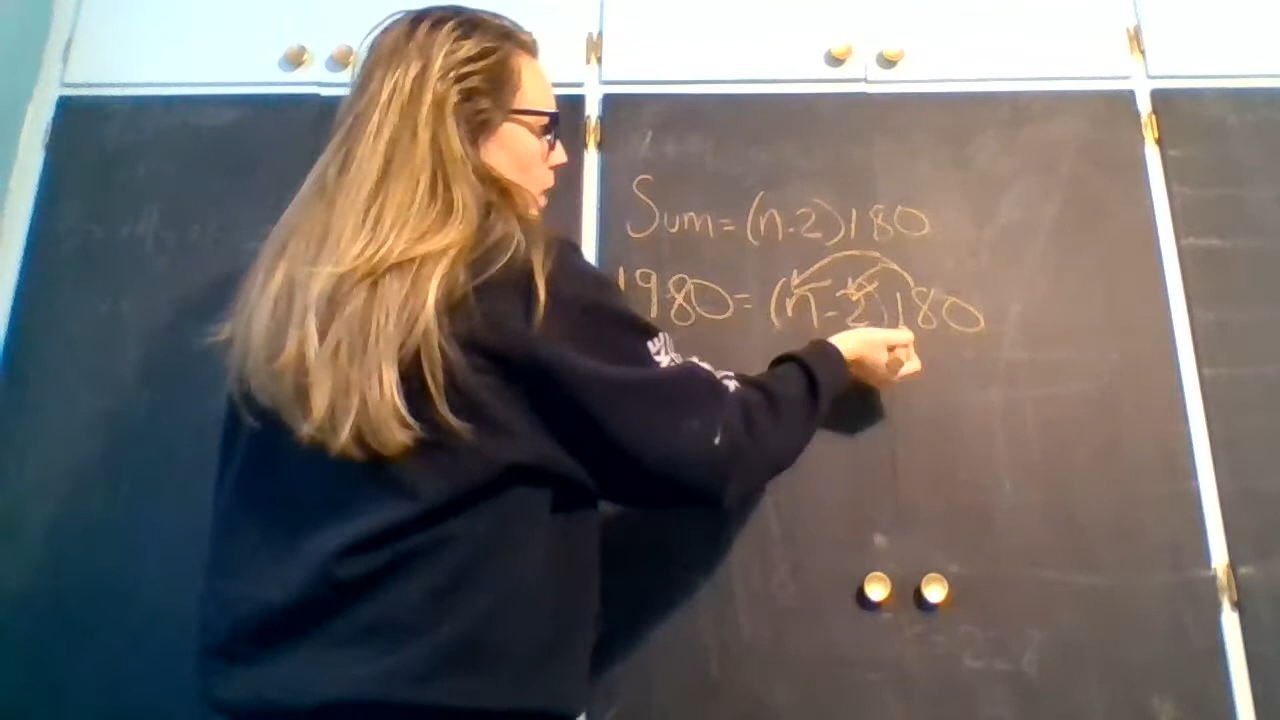 Sum = (n-2)180
1980 = (n-2)180